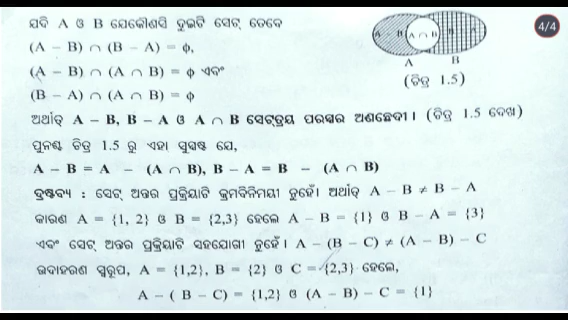 ଯଦି A ଓ B ଯେକୌଣସି ଦୁଇଟି ସେଟ୍ ତେବେ
4/4
(A − B) ∩ (B − A) = ϕ,
A − B A ∩ B B − A
(A − B) ∩ (A ∩ B) = ϕ ଏବଂ
A B
(B − A) ∩ (A ∩ B) = ϕ
(ଚିତ୍ର 1.5)
ଅର୍ଥାତ୍ A − B, B − A ଓ A ∩ B ସେଟ୍‌ତ୍ରୟ ପରସ୍ପର ଅଣଛେଦୀ। (ଚିତ୍ର 1.5 ଦେଖ)
ପୁନଶ୍ଚ ଚିତ୍ର 1.5 ରୁ ଏହା ସୁସ୍ପଷ୍ଟ ଯେ,
A − B = A − (A ∩ B), B − A = B − (A ∩ B)
ଦ୍ରଷ୍ଟବ୍ୟ : ସେଟ୍ ଅନ୍ତର ପ୍ରକ୍ରିୟାଟି କ୍ରମବିନିମୟୀ ନୁହେଁ। ଅର୍ଥାତ୍ A − B ≠ B − A
କାରଣ A = {1, 2} ଓ B = {2,3} ହେଲେ A − B = {1} ଓ B − A = {3}
ଏବଂ ସେଟ୍ ଅନ୍ତର ପ୍ରକ୍ରିୟାଟି ସହଯୋଗୀ ନୁହେଁ। A − (B − C) ≠ (A − B) − C
ଉଦାହରଣ ସ୍ୱରୂପ, A = {1,2}, B = {2} ଓ C = {2,3} ହେଲେ,
A − ( B − C) = {1,2} ଓ (A − B) − C = {1}